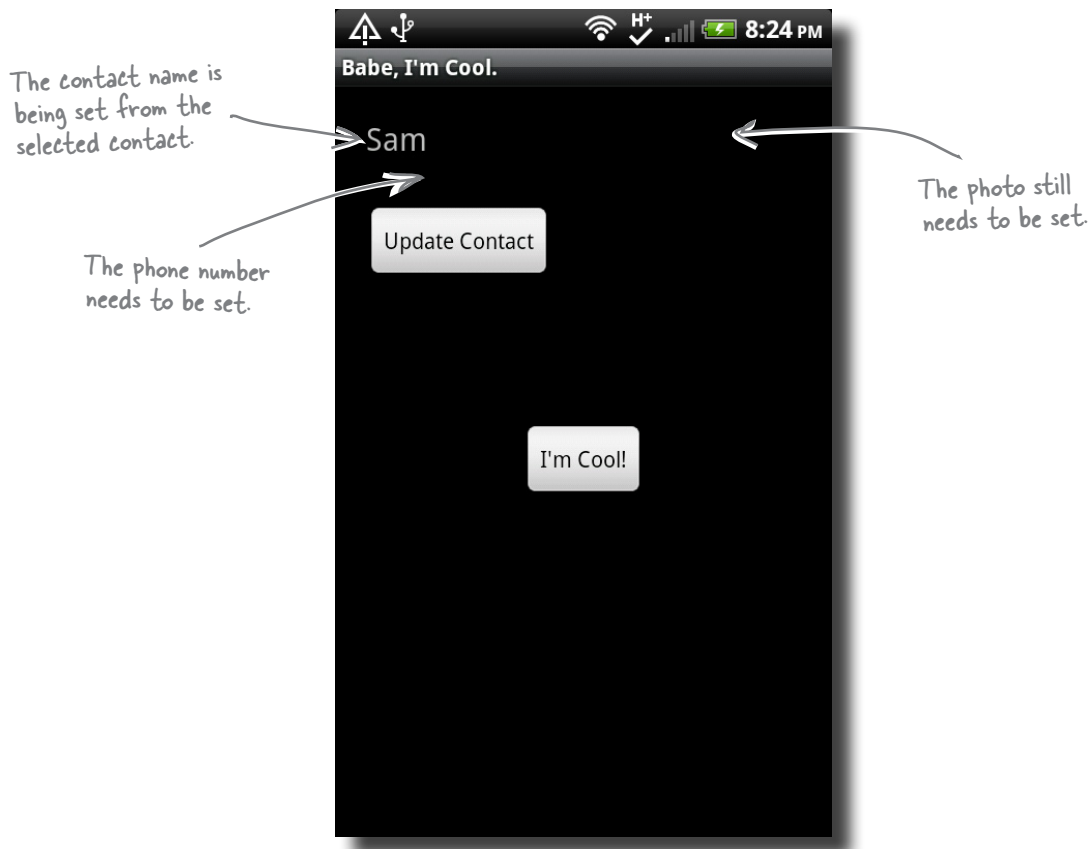 H+
8:24 PM
Babe, I'm Cool.
The contact name is
being set from the
selected contact.
Sam
The photo still
needs to be set.
Update Contact
The phone number
needs to be set.
I'm Cool!